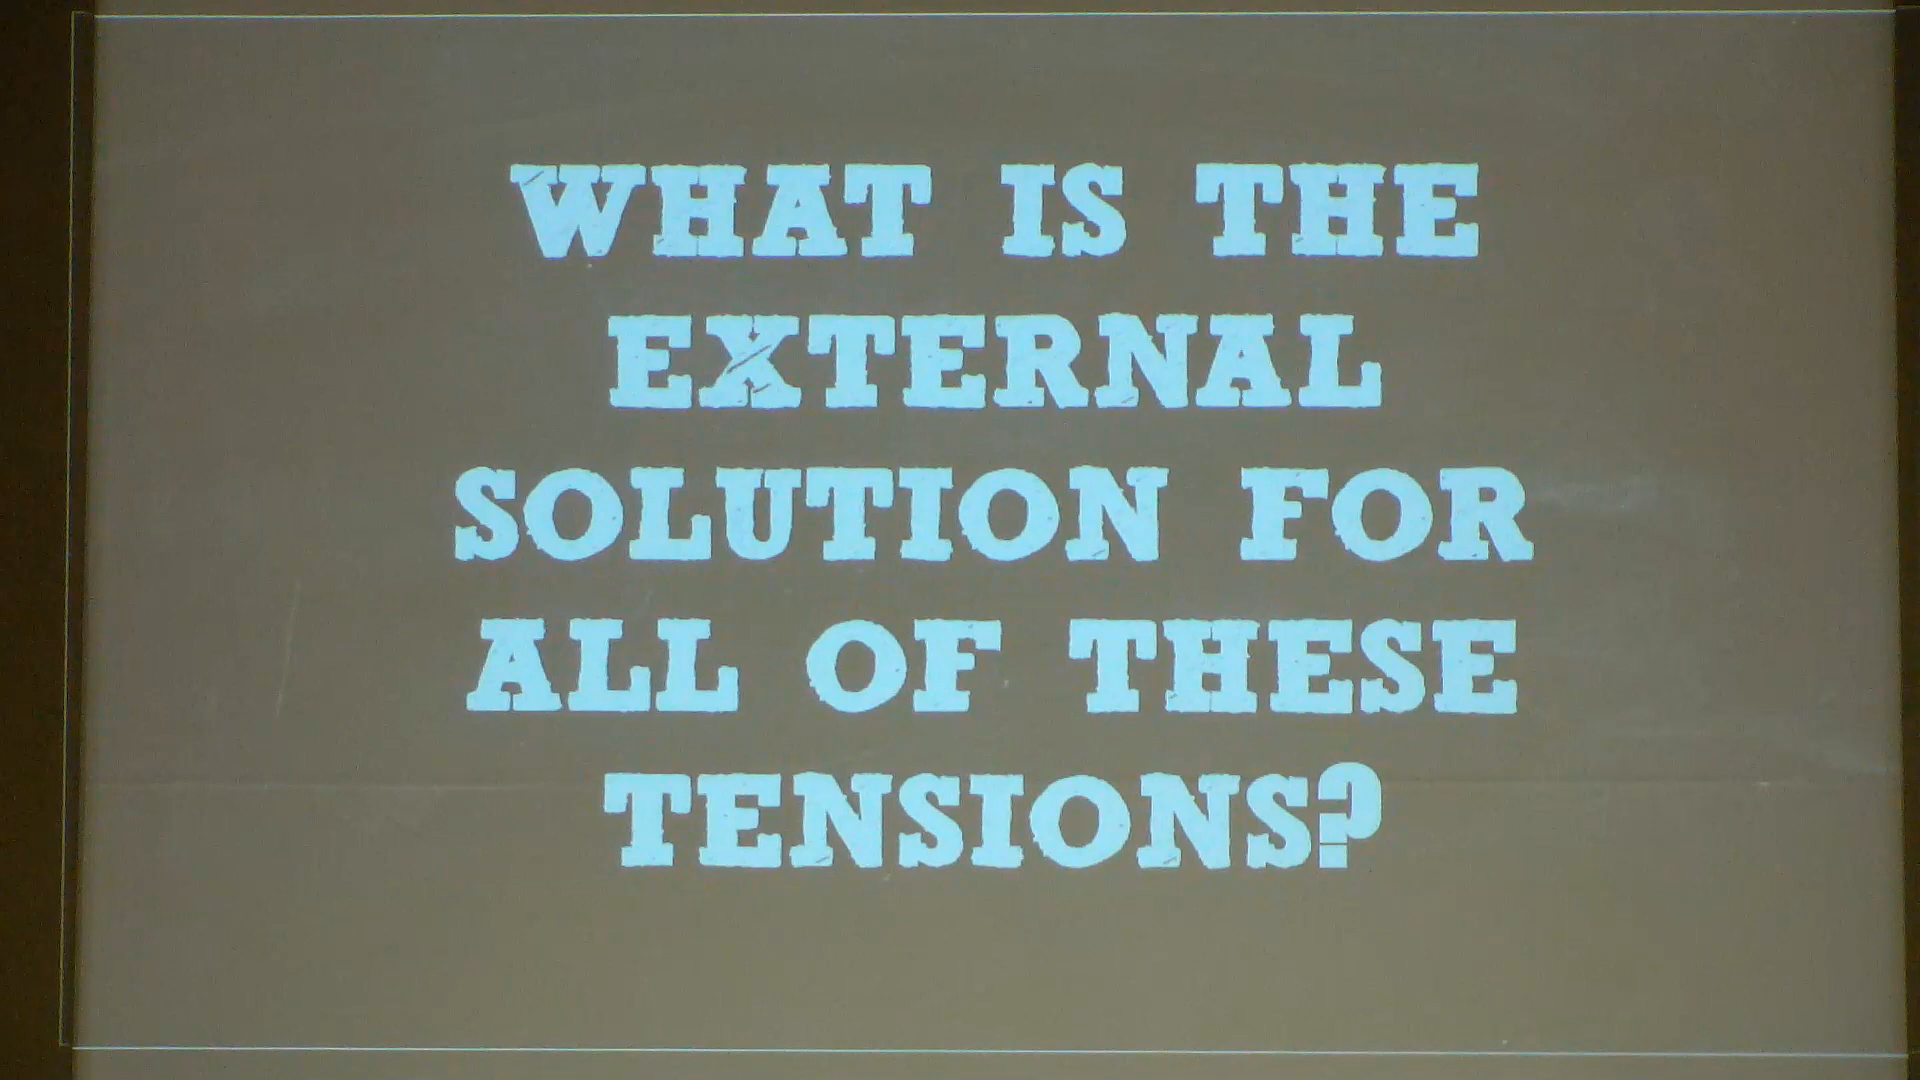 WHAT IS THE
EXTERNAL
SOLUTION FOR
ALL OF THESE
TENSIONS?